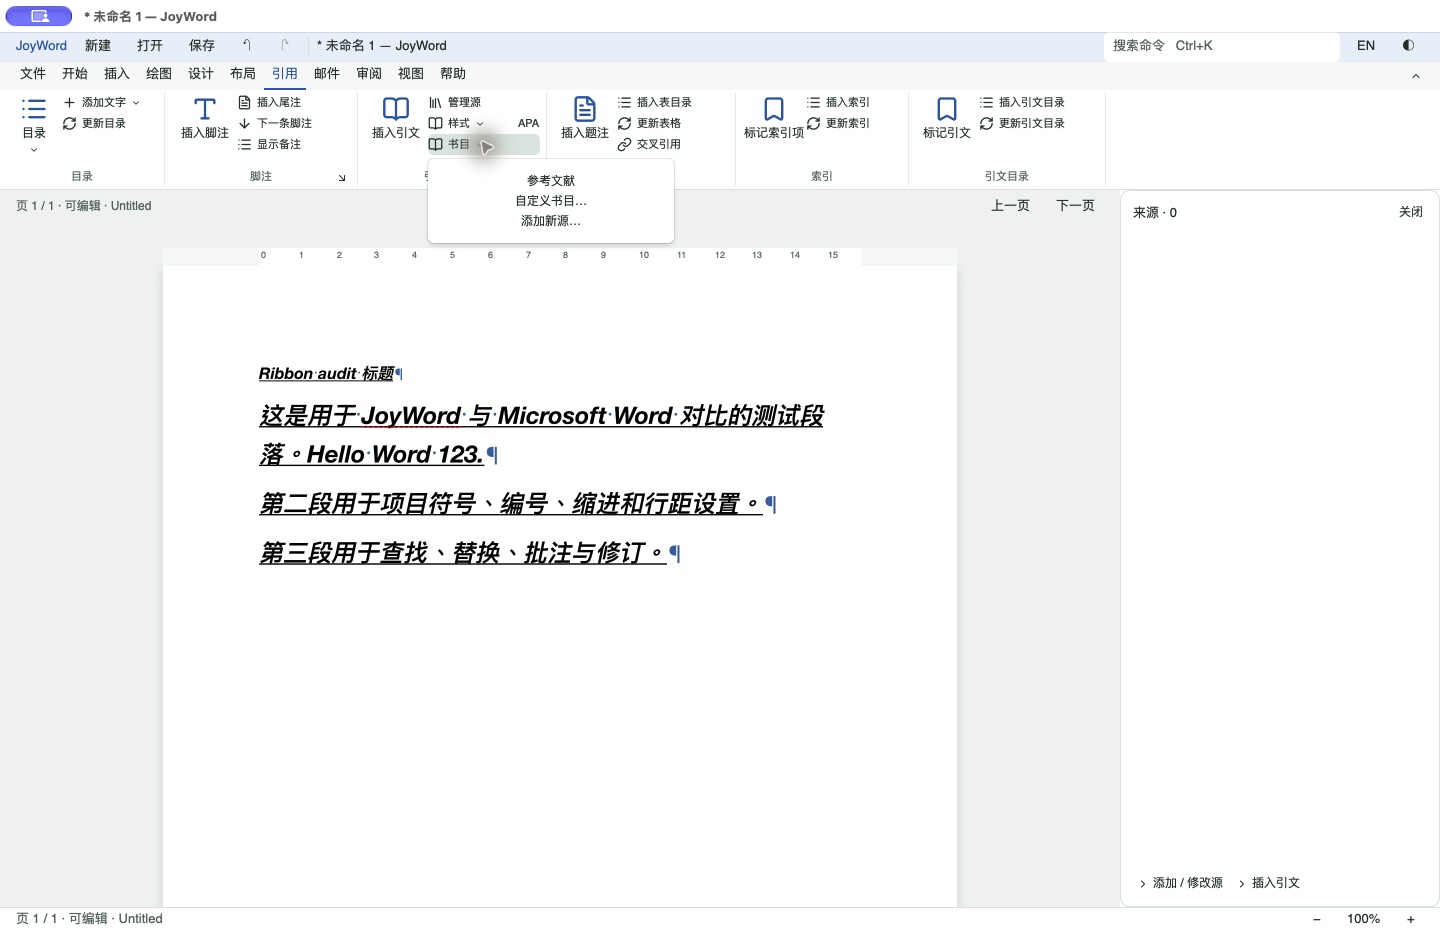 * 未命名 1 — JoyWord
JoyWord 新建 打开 保存 * 未命名 1 — JoyWord 搜索命令 Ctrl+K EN
文件 开始 插入 绘图 设计 布局 引用 邮件 审阅 视图 帮助
目录
添加文字
更新目录
目录
插入脚注
插入尾注
下一条脚注
显示备注
脚注
插入引文
管理源
样式 APA
书目
参考文献
自定义书目...
添加新源...
插入题注
插入表目录
更新表格
交叉引用
标记索引项
插入索引
更新索引
索引
标记引文
插入引文目录
更新引文目录
引文目录
页 1 / 1 · 可编辑 · Untitled 上一页 下一页
来源 · 0 关闭
0 1 2 3 4 5 6 7 8 9 10 11 12 13 14 15
Ribbon·audit·标题¶
这是用于·JoyWord·与·Microsoft·Word·对比的测试段
落。Hello·Word·123.¶
第二段用于项目符号、编号、缩进和行距设置。¶
第三段用于查找、替换、批注与修订。¶
添加 / 修改源 插入引文
页 1 / 1 · 可编辑 · Untitled − 100% +